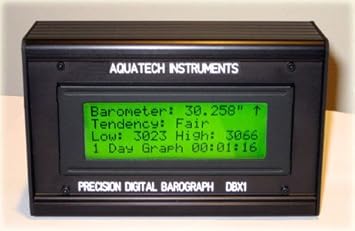 AQUATECH INSTRUMENTS
Barometer: 30.258" ↑
Tendency: Fair
Low: 3023 High: 3066
1 Day Graph 00:01:16
PRECISION DIGITAL BAROGRAPH DBX1